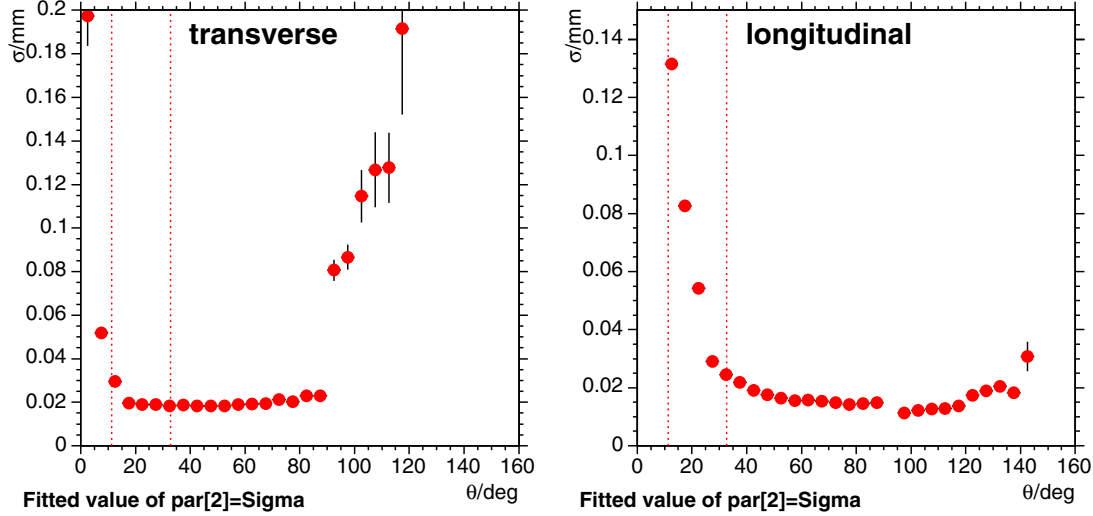 transverse
σ/mm
0.2
0.18
0.16
0.14
0.12
0.1
0.08
0.06
0.04
0.02
0
0 20 40 60 80 100 120 140 160
θ/deg
Fitted value of par[2]=Sigma
longitudinal
σ/mm
0.14
0.12
0.1
0.08
0.06
0.04
0.02
0
0 20 40 60 80 100 120 140 160
θ/deg
Fitted value of par[2]=Sigma